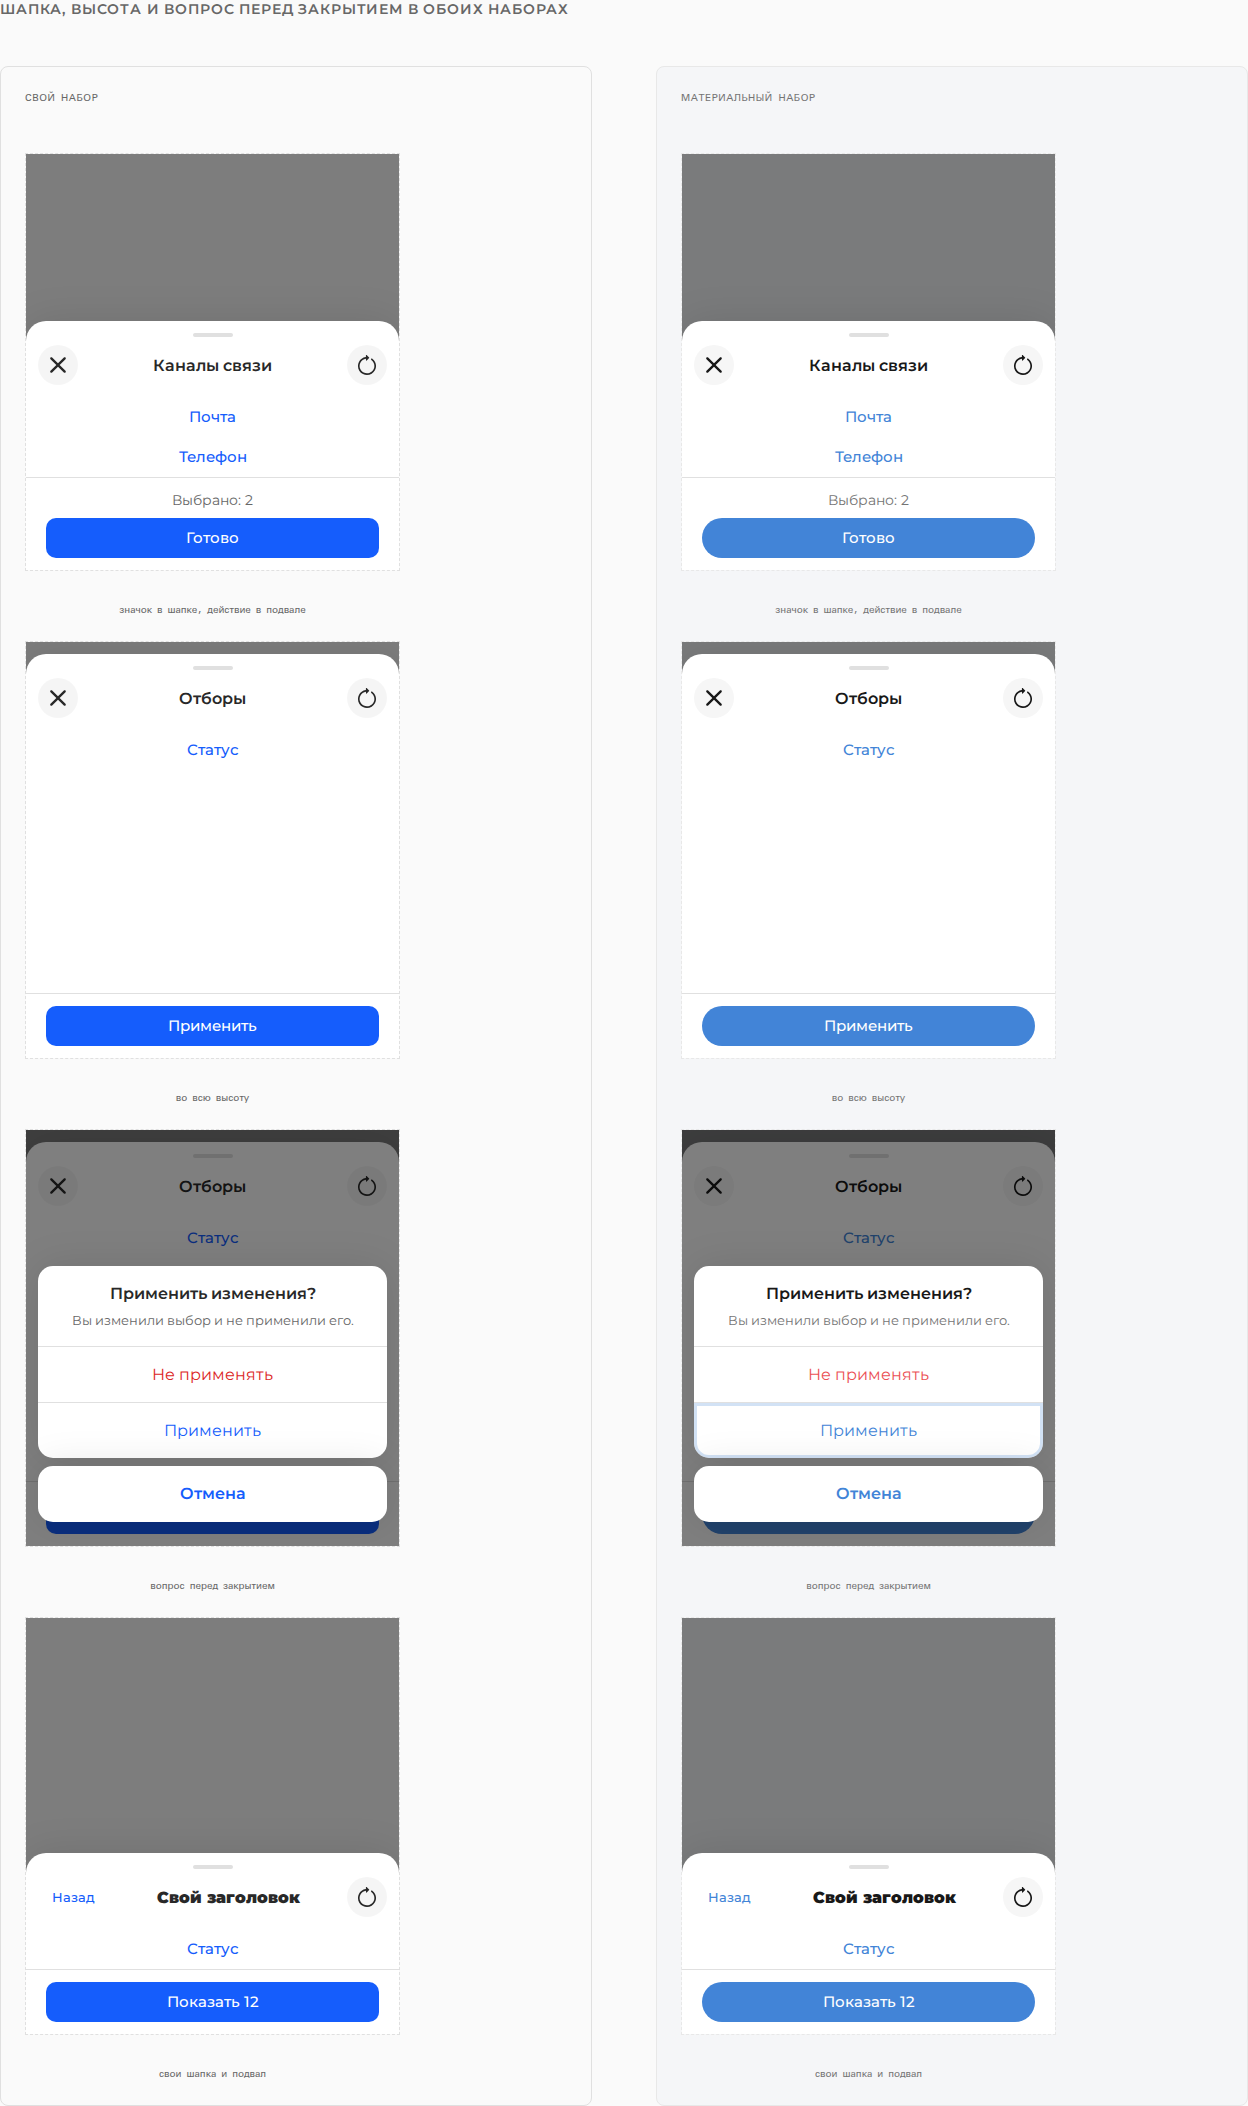 ШАПКА, ВЫСОТА И ВОПРОС ПЕРЕД ЗАКРЫТИЕМ В ОБОИХ НАБОРАХ
СВОЙ НАБОР
Каналы связи
Почта
Телефон
Выбрано: 2
Готово
значок в шапке, действие в подвале
Отборы
Статус
Применить
во всю высоту
Отборы
Статус
Применить изменения?
Вы изменили выбор и не применили его.
Не применять
Применить
Отмена
вопрос перед закрытием
Назад
Свой заголовок
Статус
Показать 12
свои шапка и подвал
МАТЕРИАЛЬНЫЙ НАБОР
Каналы связи
Почта
Телефон
Выбрано: 2
Готово
значок в шапке, действие в подвале
Отборы
Статус
Применить
во всю высоту
Отборы
Статус
Применить изменения?
Вы изменили выбор и не применили его.
Не применять
Применить
Отмена
вопрос перед закрытием
Назад
Свой заголовок
Статус
Показать 12
свои шапка и подвал